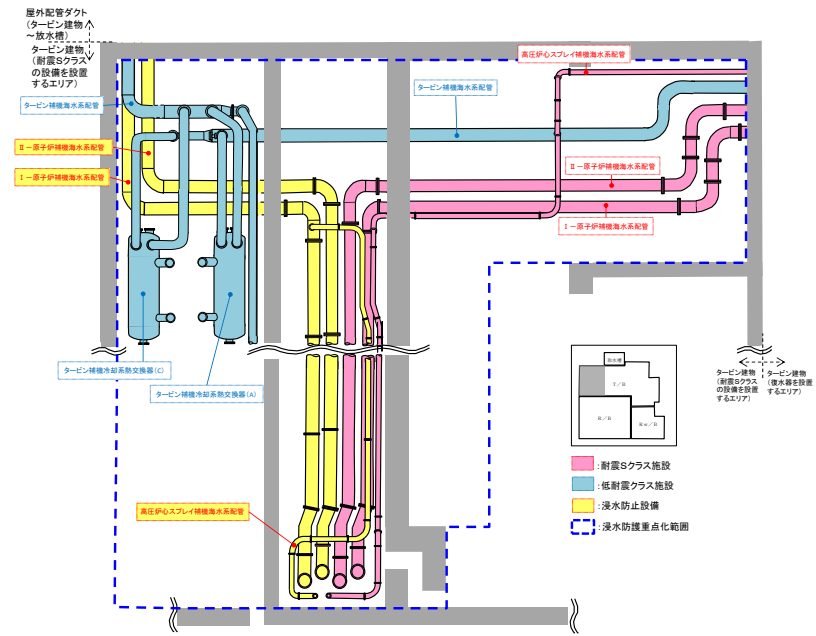 屋外配管ダクト
(タービン建物
～放水槽)
タービン建物
(耐震Sクラス
の設備を設置
するエリア)
高圧炉心スプレイ補機海水系配管
タービン補機海水系配管
タービン補機海水系配管
Ⅱ－原子炉補機海水系配管
Ⅰ－原子炉補機海水系配管
Ⅱ－原子炉補機海水系配管
Ⅰ－原子炉補機海水系配管
タービン補機冷却系熱交換器(C)
タービン補機冷却系熱交換器(A)
タービン建物
(耐震Sクラス
の設備を設置
するエリア)
タービン建物
(復水器を設置
するエリア)
放水槽
T／B
R／B
Rw／B
:耐震Sクラス施設
:低耐震クラス施設
:浸水防止設備
:浸水防護重点化範囲
高圧炉心スプレイ補機海水系配管